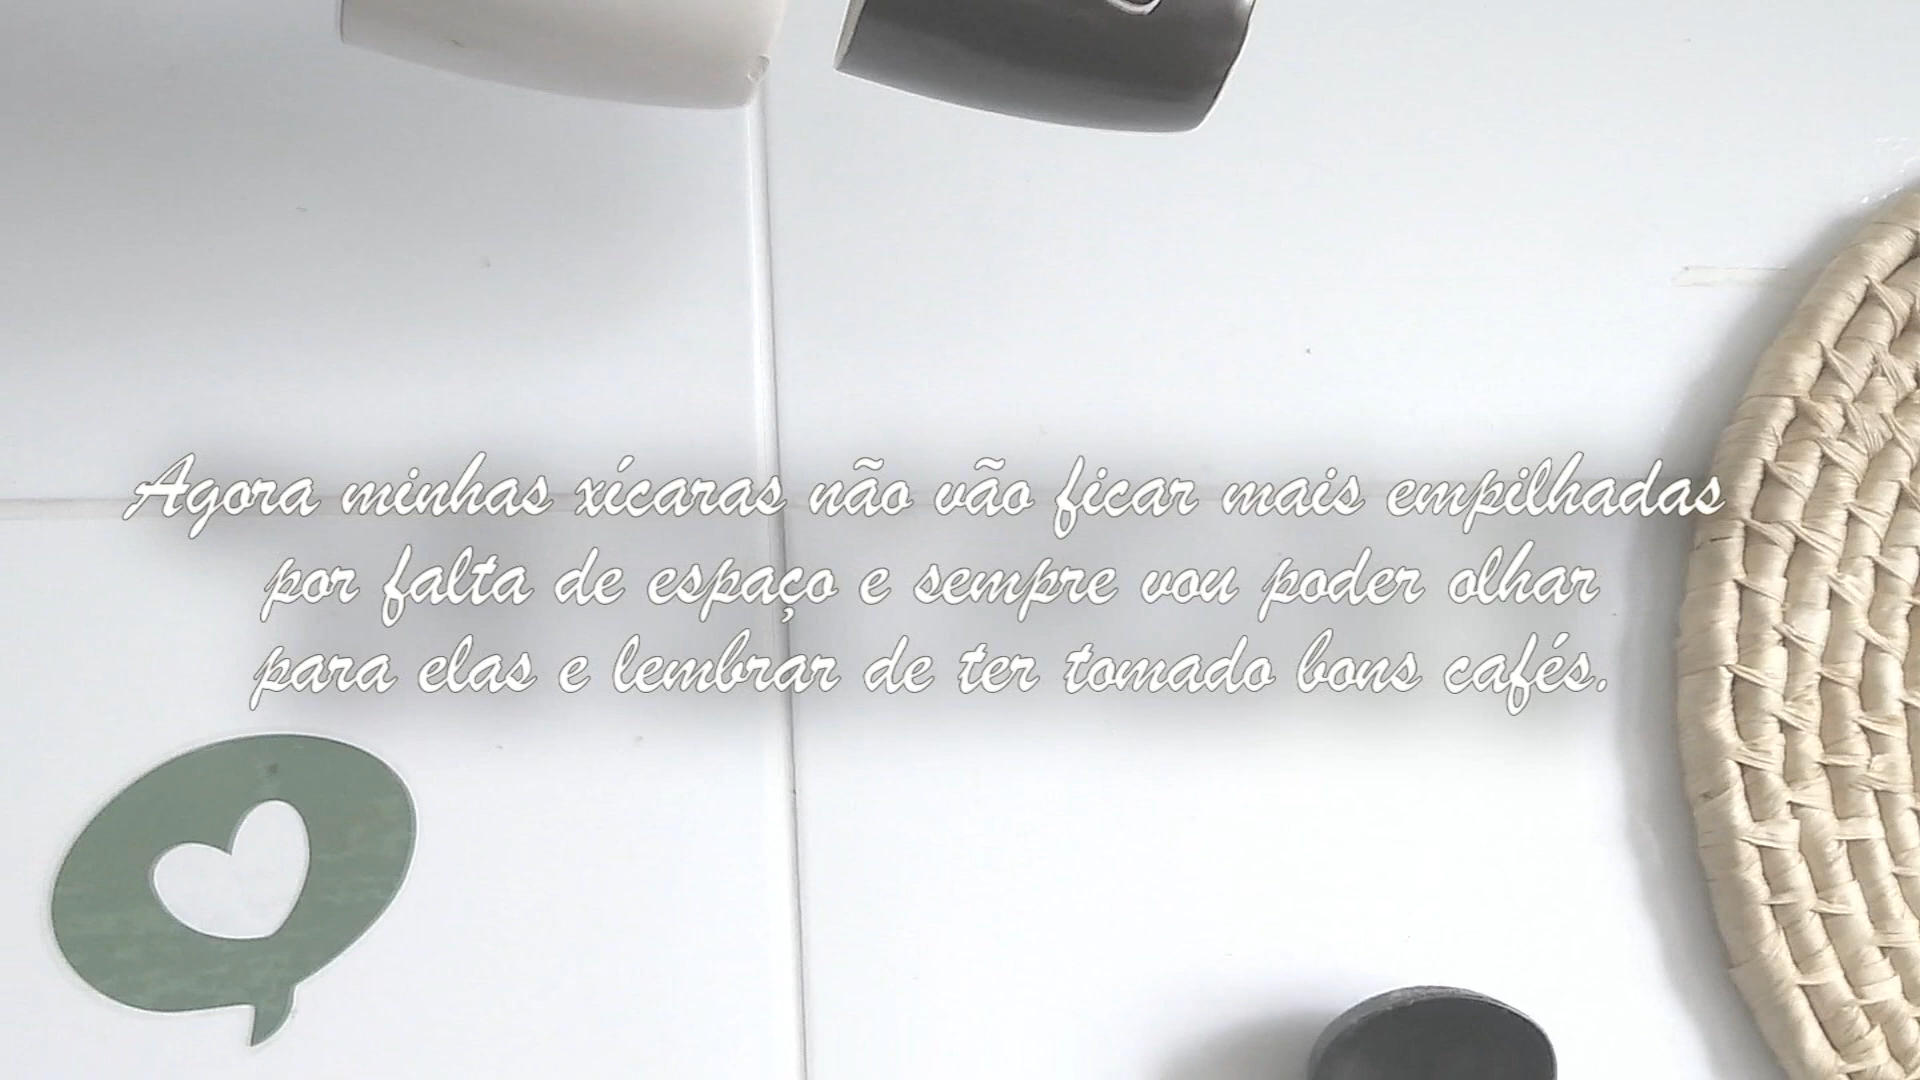 Agora minhas xícaras não vão ficar mais empilhadas
por falta de espaço e sempre vou poder olhar
para elas e lembrar de ter tomado bons cafés.